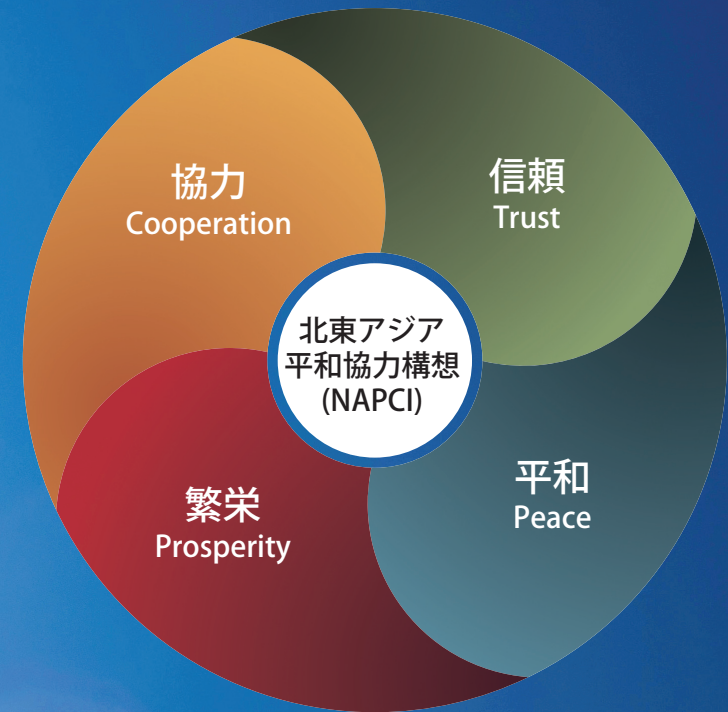 協力
Cooperation
信頼
Trust
北東アジア
平和協力構想
(NAPCI)
繁栄
Prosperity
平和
Peace